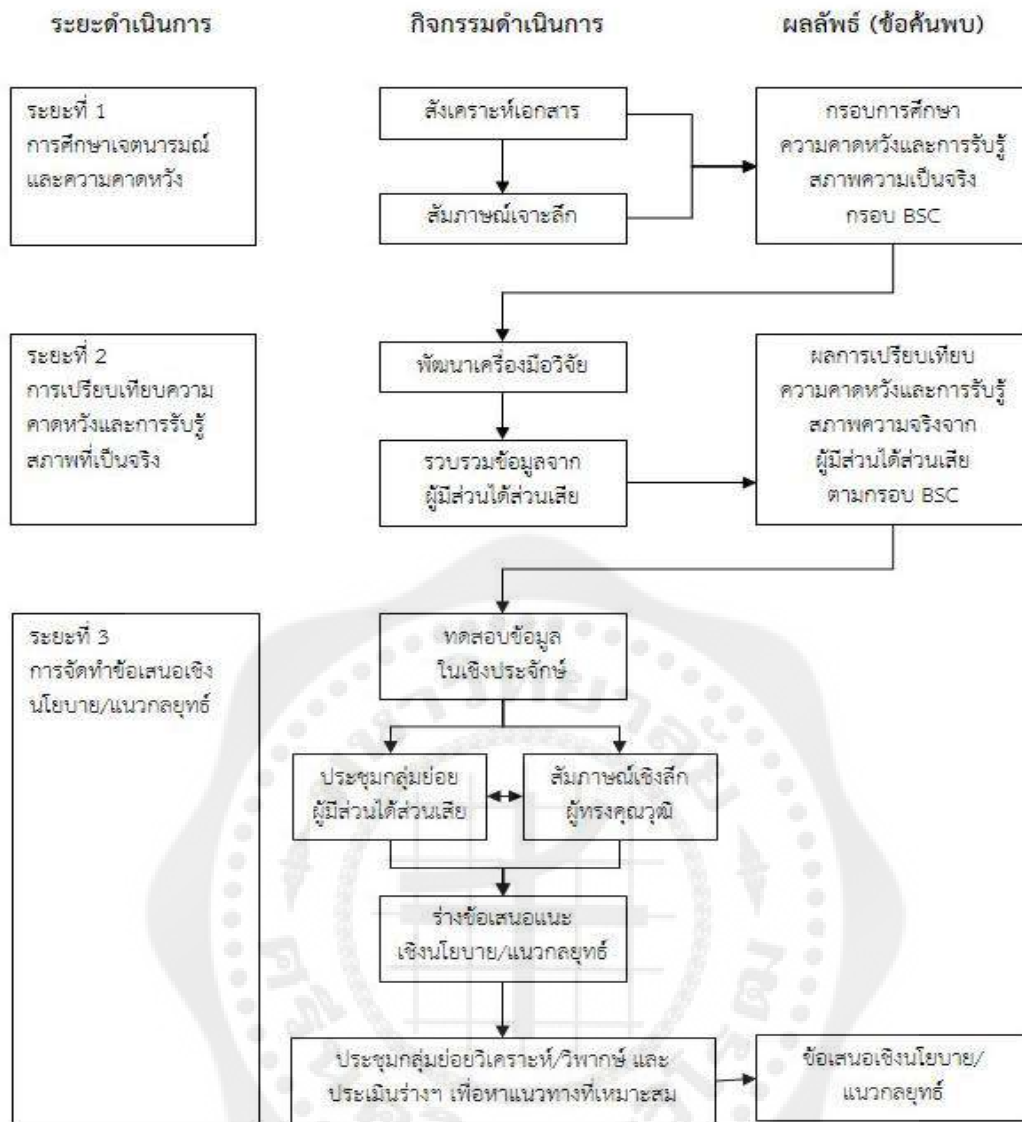 ระยะดำเนินการ กิจกรรมดำเนินการ ผลลัพธ์ (ข้อค้นพบ)
ระยะที่ 1
การศึกษาเจตนารมณ์
และความคาดหวัง
สังเคราะห์เอกสาร
สัมภาษณ์เจาะลึก
กรอบการศึกษา
ความคาดหวังและการรับรู้
สภาพความเป็นจริง
กรอบ BSC
ระยะที่ 2
การเปรียบเทียบความ
คาดหวังและการรับรู้
สภาพที่เป็นจริง
พัฒนาเครื่องมือวิจัย
รวบรวมข้อมูลจาก
ผู้มีส่วนได้ส่วนเสีย
ผลการเปรียบเทียบ
ความคาดหวังและการรับรู้
สภาพความจริงจาก
ผู้มีส่วนได้ส่วนเสีย
ตามกรอบ BSC
ระยะที่ 3
การจัดทำข้อเสนอเชิง
นโยบาย/แนวกลยุทธ์
ทดสอบข้อมูล
ในเชิงประจักษ์
ประชุมกลุ่มย่อย
ผู้มีส่วนได้ส่วนเสีย
สัมภาษณ์เชิงลึก
ผู้ทรงคุณวุฒิ
ร่างข้อเสนอแนะ
เชิงนโยบาย/แนวกลยุทธ์
ประชุมกลุ่มย่อยวิเคราะห์/วิพากษ์ และ
ประเมินร่างฯ เพื่อหาแนวทางที่เหมาะสม
ข้อเสนอเชิงนโยบาย/
แนวกลยุทธ์